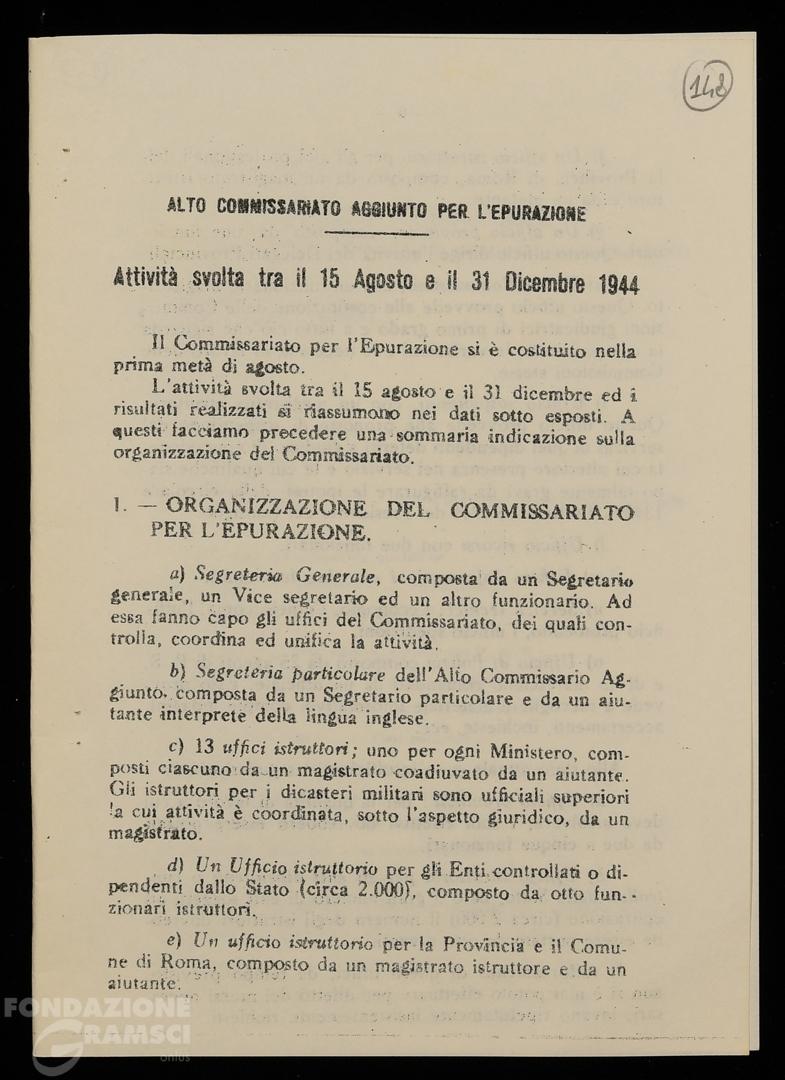 148
ALTO COMMISSARIATO AGGIUNTO PER L'EPURAZIONE
Attività svolta tra il 15 Agosto e il 31 Dicembre 1944
Il Commissariato per l'Epurazione si è costituito nella
prima metà di agosto.
L'attività svolta tra il 15 agosto e il 31 dicembre ed i
risultati realizzati si riassumono nei dati sotto esposti. A
questi facciamo precedere una sommaria indicazione sulla
organizzazione del Commissariato.
1. — ORGANIZZAZIONE DEL COMMISSARIATO
PER L'EPURAZIONE.
a) Segreteria Generale, composta da un Segretario
generale, un Vice segretario ed un altro funzionario. Ad
essa fanno capo gli uffici del Commissariato, dei quali con-
trolla, coordina ed unifica la attività.
b) Segreteria particolare dell'Alto Commissario Ag-
giunto, composta da un Segretario particolare e da un aiu-
tante interprete della lingua inglese.
c) 13 uffici istruttori; uno per ogni Ministero, com-
posti ciascuno da un magistrato coadiuvato da un aiutante.
Gli istruttori per i dicasteri militari sono ufficiali superiori
la cui attività è coordinata, sotto l'aspetto giuridico, da un
magistrato.
d) Un Ufficio istruttorio per gli Enti controllati o di-
pendenti dallo Stato (circa 2.000), composto da otto fun-
zionari istruttori.
e) Un ufficio istruttorio per la Provincia e il Comu-
ne di Roma, composto da un magistrato istruttore e da un
aiutante.
FONDAZIONE
GRAMSCI
onlus